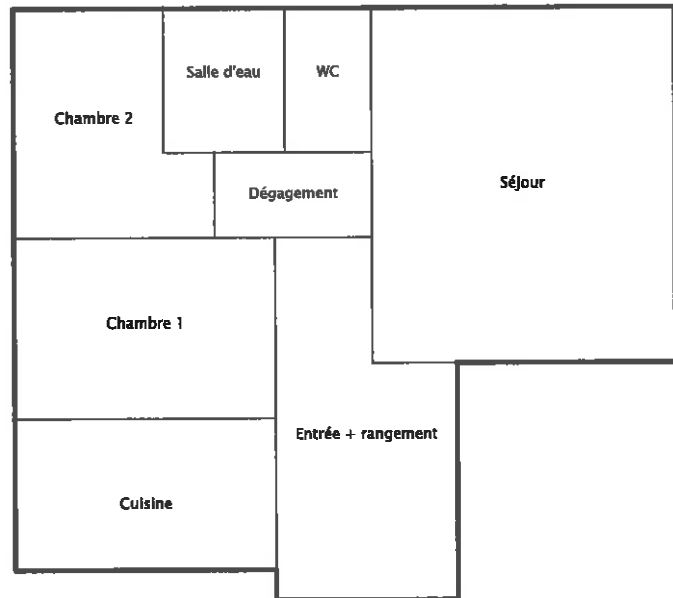 Salle d'eau
WC
Chambre 2
Séjour
Dégagement
Chambre 1
Entrée + rangement
Cuisine